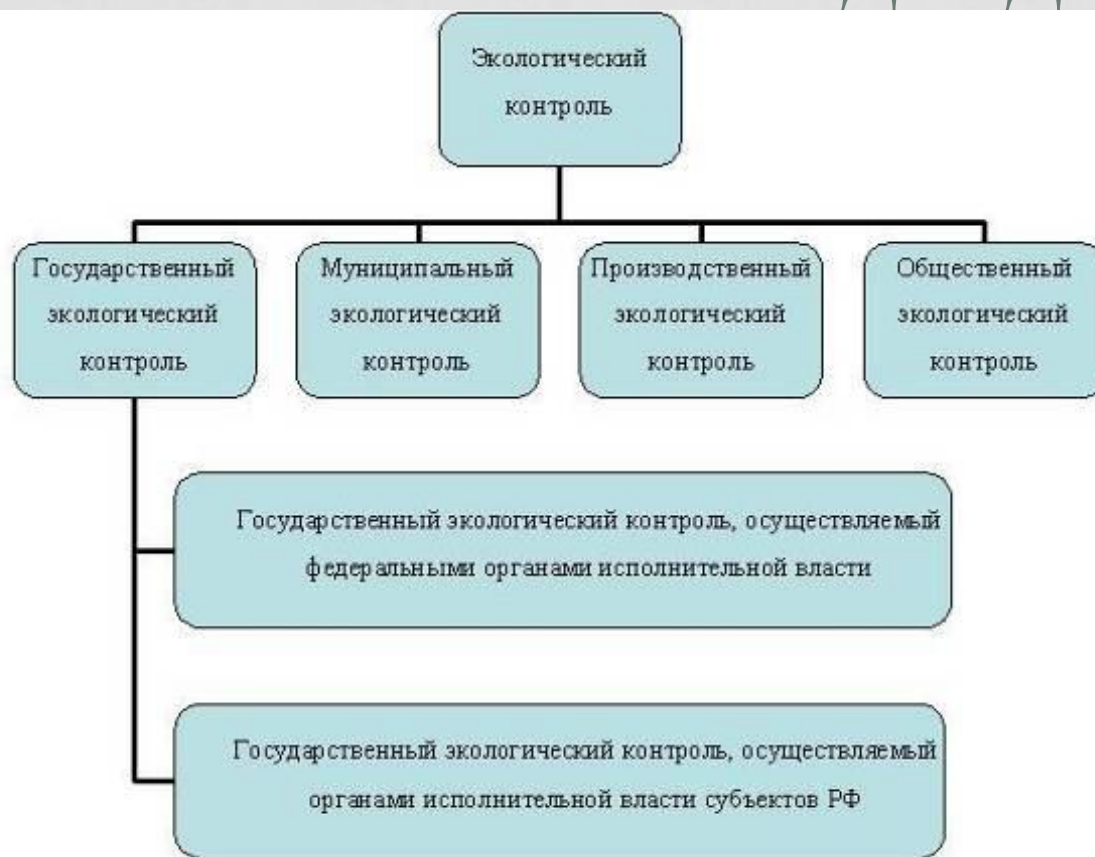 Экологический
контроль
Государственный
экологический
контроль
Муниципальный
экологический
контроль
Производственный
экологический
контроль
Общественный
экологический
контроль
Государственный экологический контроль, осуществляемый
федеральными органами исполнительной власти
Государственный экологический контроль, осуществляемый
органами исполнительной власти субъектов РФ